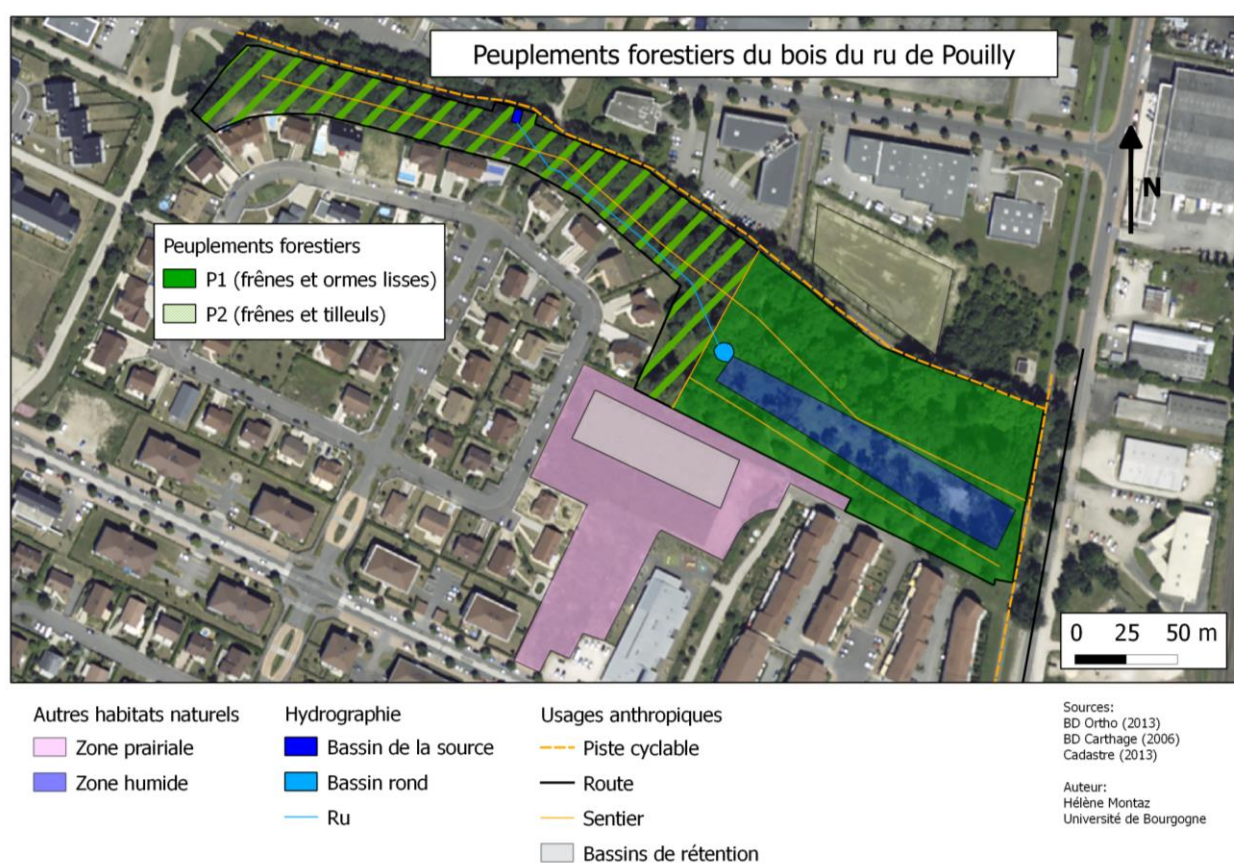 Peuplements forestiers du bois du ru de Pouilly
N
Peuplements forestiers
P1 (frênes et ormes lisses)
P2 (frênes et tilleuls)
0 25 50 m
Autres habitats naturels
Zone prairiale
Zone humide
Hydrographie
Bassin de la source
Bassin rond
Ru
Usages anthropiques
Piste cyclable
Route
Sentier
Bassins de rétention
Sources:
BD Ortho (2013)
BD Carthage (2006)
Cadastre (2013)
Auteur:
Hélène Montaz
Université de Bourgogne